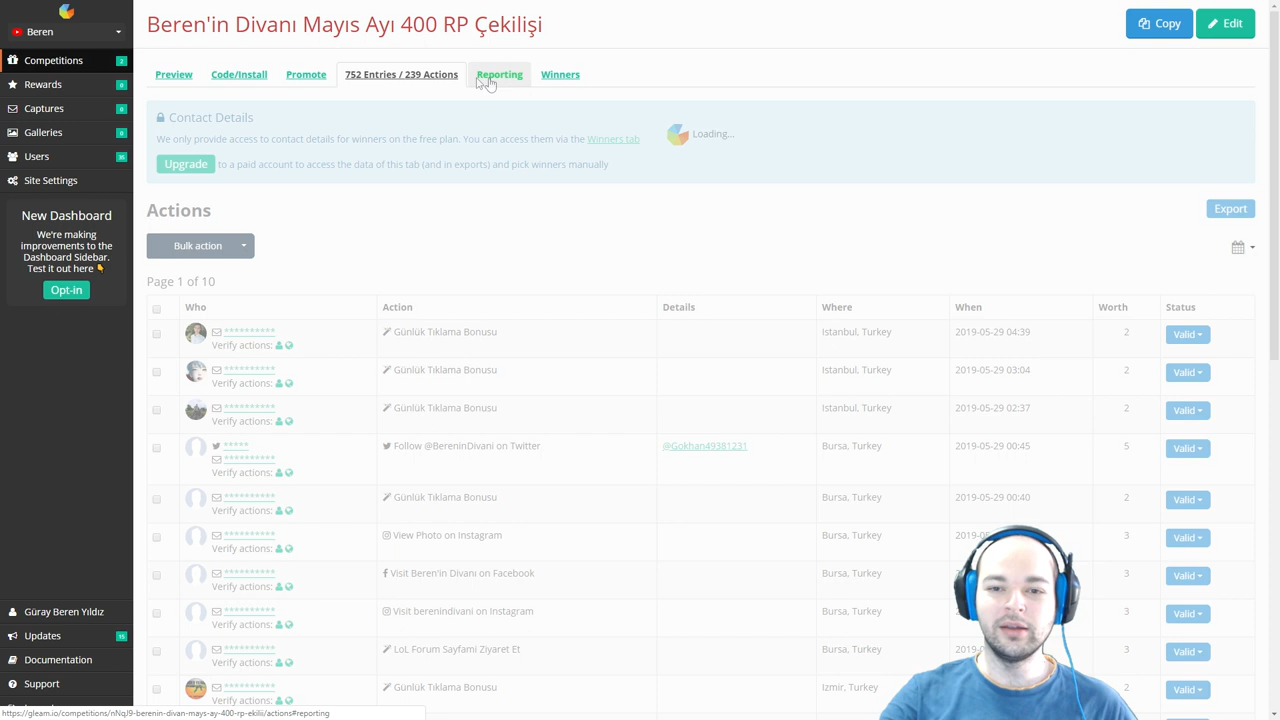 Beren
Beren'in Divanı Mayıs Ayı 400 RP Çekilişi
Copy
Edit
Competitions 2
Rewards 0
Captures 0
Galleries 0
Users 35
Site Settings
New Dashboard
We're making
improvements to the
Dashboard Sidebar.
Test it out here
Opt-in
Güray Beren Yıldız
Updates 15
Documentation
Support
Preview Code/Install Promote 752 Entries / 239 Actions Reporting Winners
Contact Details
We only provide access to contact details for winners on the free plan. You can access them via the Winners tab
Upgrade to a paid account to access the data of this tab (and in exports) and pick winners manually
Loading...
Actions
Export
Bulk action
Page 1 of 10
Who Action Details Where When Worth Status
********** Günlük Tıklama Bonusu Istanbul, Turkey 2019-05-29 04:39 2 Valid
Verify actions:
********** Günlük Tıklama Bonusu Istanbul, Turkey 2019-05-29 03:04 2 Valid
Verify actions:
********** Günlük Tıklama Bonusu Istanbul, Turkey 2019-05-29 02:37 2 Valid
Verify actions:
***** Follow @BereninDivani on Twitter @Gokhan49381231 Bursa, Turkey 2019-05-29 00:45 5 Valid
**********
Verify actions:
********** Günlük Tıklama Bonusu Bursa, Turkey 2019-05-29 00:40 2 Valid
Verify actions:
********** View Photo on Instagram Bursa, Turkey 3 Valid
Verify actions:
********** Visit Beren'in Divanı on Facebook Bursa, Turkey 3 Valid
Verify actions:
********** Visit berenindivani on Instagram Bursa, Turkey 3 Valid
Verify actions:
********** LoL Forum Sayfami Ziyaret Et Bursa, Turkey 3 Valid
Verify actions:
********** Günlük Tıklama Bonusu Izmir, Turkey 2 Valid
Verify actions:
https://gleam.io/competitions/nNqJ9-berenin-divan-mays-ay-400-rp-ekilii/actions#reporting